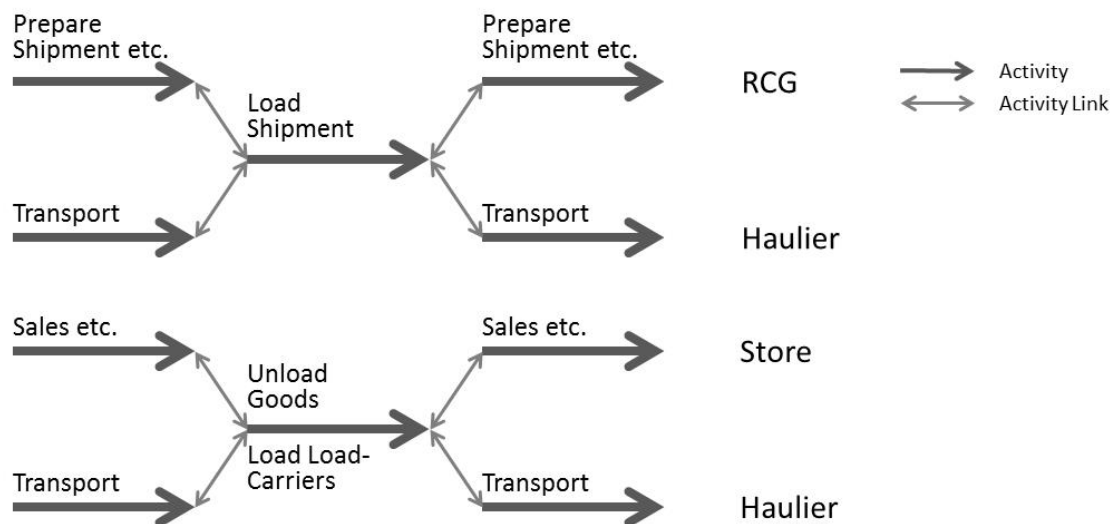 Prepare
Shipment etc.
Prepare
Shipment etc.
RCG
Activity
Activity Link
Load
Shipment
Transport
Transport
Haulier
Sales etc.
Sales etc.
Store
Unload
Goods
Load Load-
Carriers
Transport
Transport
Haulier